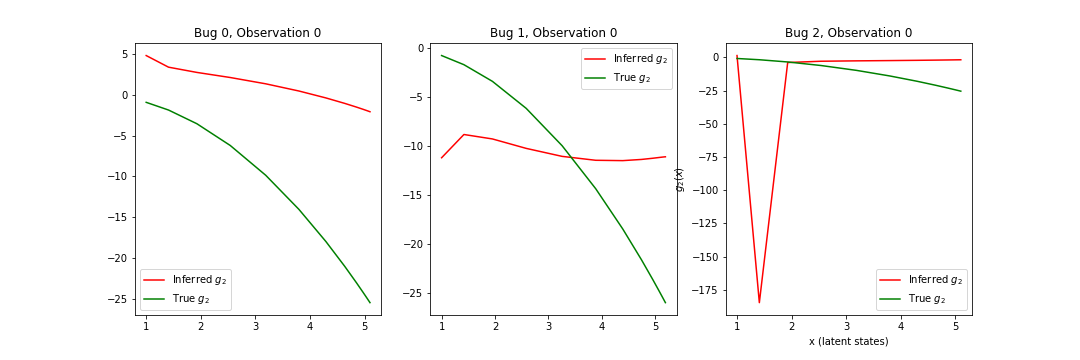 Bug 0, Observation 0
5
0
−5
−10
−15
−20
−25
1 2 3 4 5
Inferred g₂
True g₂
Bug 1, Observation 0
0
−5
−10
−15
−20
−25
1 2 3 4 5
Inferred g₂
True g₂
Bug 2, Observation 0
g₂(x)
0
−25
−50
−75
−100
−125
−150
−175
1 2 3 4 5
x (latent states)
Inferred g₂
True g₂